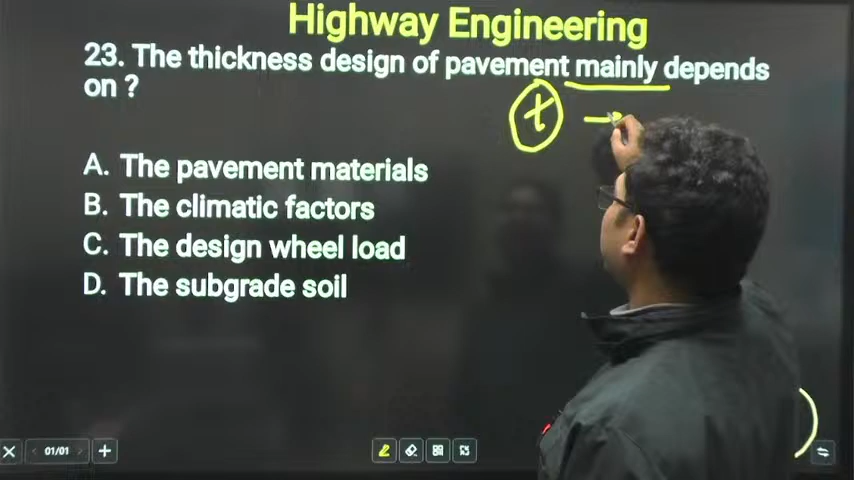 Highway Engineering
23. The thickness design of pavement mainly depends
on ?
t
A. The pavement materials
B. The climatic factors
C. The design wheel load
D. The subgrade soil
01/01